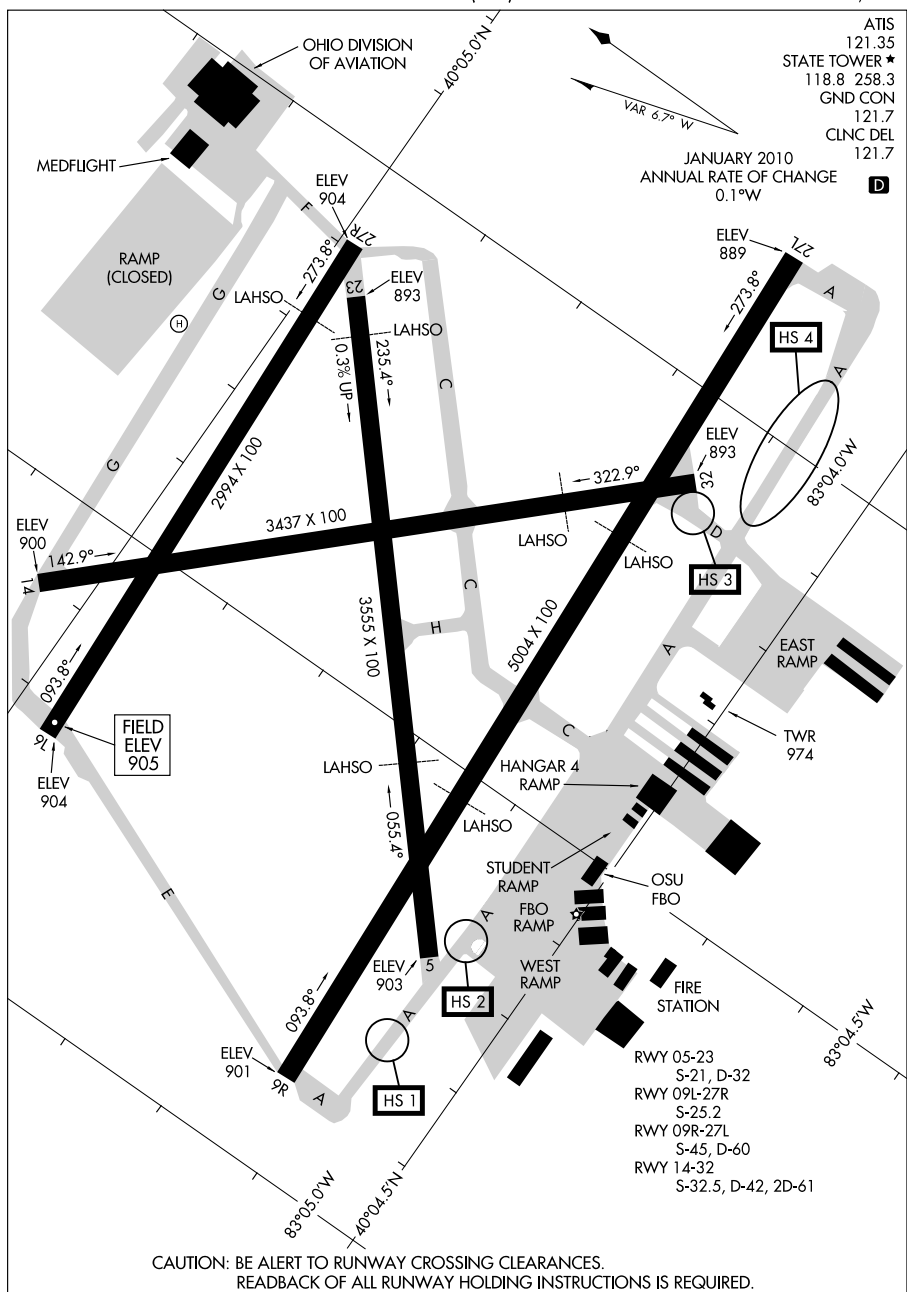 ATIS
121.35
STATE TOWER ★
118.8 258.3
GND CON
121.7
CLNC DEL
121.7
D
OHIO DIVISION
OF AVIATION
40°05.0'N
VAR 6.7° W
JANUARY 2010
ANNUAL RATE OF CHANGE
0.1°W
MEDFLIGHT
RAMP
(CLOSED)
H
G
F
ELEV
904
27R
273.8°
LAHSO
23
ELEV
893
LAHSO
235.4°
0.3% UP
C
ELEV
889
27L
273.8°
A
HS 4
A
83°04.0'W
G
2994 X 100
ELEV
893
32
322.9°
3437 X 100
LAHSO
LAHSO
D
HS 3
ELEV
900
142.9°
14
C
3555 X 100
H
5004 X 100
A
EAST
RAMP
093.8°
9L
FIELD
ELEV
905
ELEV
904
C
TWR
974
HANGAR 4
RAMP
LAHSO
LAHSO
055.4°
STUDENT
RAMP
OSU
FBO
FBO
RAMP
E
A
ELEV
903
5
HS 2
WEST
RAMP
FIRE
STATION
093.8°
A
ELEV
901
9R
A
HS 1
83°04.5'W
RWY 05-23
S-21, D-32
RWY 09L-27R
S-25.2
RWY 09R-27L
S-45, D-60
RWY 14-32
S-32.5, D-42, 2D-61
83°05.0'W
40°04.5'N
CAUTION: BE ALERT TO RUNWAY CROSSING CLEARANCES.
READBACK OF ALL RUNWAY HOLDING INSTRUCTIONS IS REQUIRED.